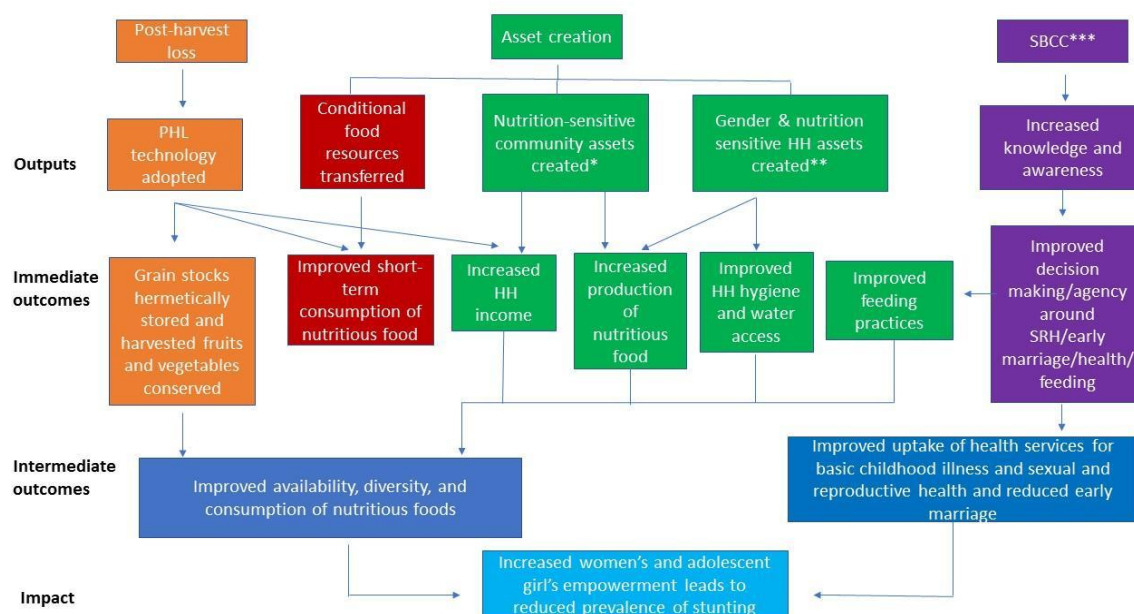 Post-harvest
loss
Asset creation
SBCC***
Outputs
PHL
technology
adopted
Conditional
food
resources
transferred
Nutrition-sensitive
community assets
created*
Gender & nutrition
sensitive HH assets
created**
Increased
knowledge and
awareness
Immediate
outcomes
Grain stocks
hermetically
stored and
harvested fruits
and vegetables
conserved
Improved short-
term
consumption of
nutritious food
Increased
HH
income
Increased
production
of
nutritious
food
Improved
HH hygiene
and water
access
Improved
feeding
practices
Improved
decision
making/agency
around
SRH/early
marriage/health/
feeding
Intermediate
outcomes
Improved availability, diversity, and
consumption of nutritious foods
Improved uptake of health services for
basic childhood illness and sexual and
reproductive health and reduced early
marriage
Impact
Increased women's and adolescent
girl's empowerment leads to
reduced prevalence of stunting